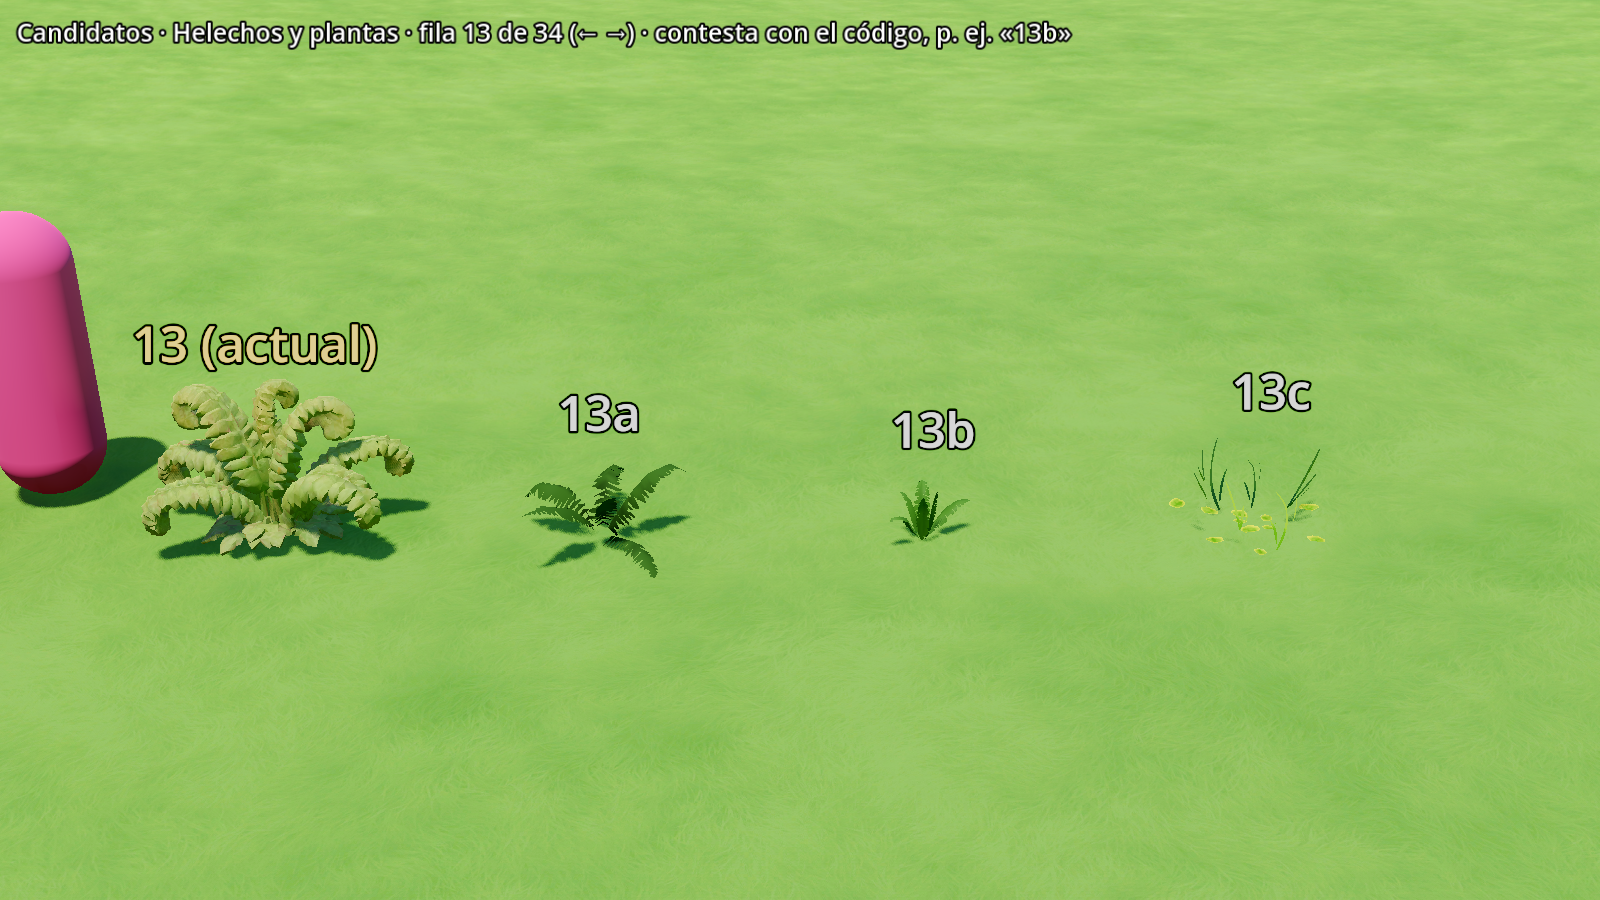 Candidatos · Helechos y plantas · fila 13 de 34 (← →) · contesta con el código, p. ej. «13b»
13 (actual)
13a
13b
13c